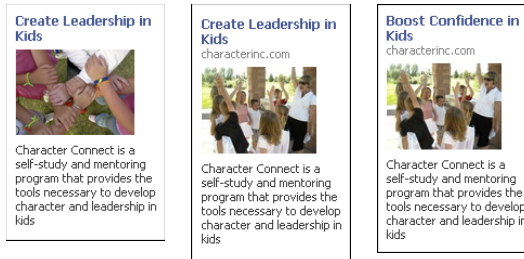 Create Leadership in
Kids
Character Connect is a
self-study and mentoring
program that provides the
tools necessary to develop
character and leadership in
kids
Create Leadership in
Kids
characterinc.com
Character Connect is a
self-study and mentoring
program that provides the
tools necessary to develop
character and leadership in
kids
Boost Confidence in
Kids
characterinc.com
Character Connect is a
self-study and mentoring
program that provides the
tools necessary to develop
character and leadership in
kids